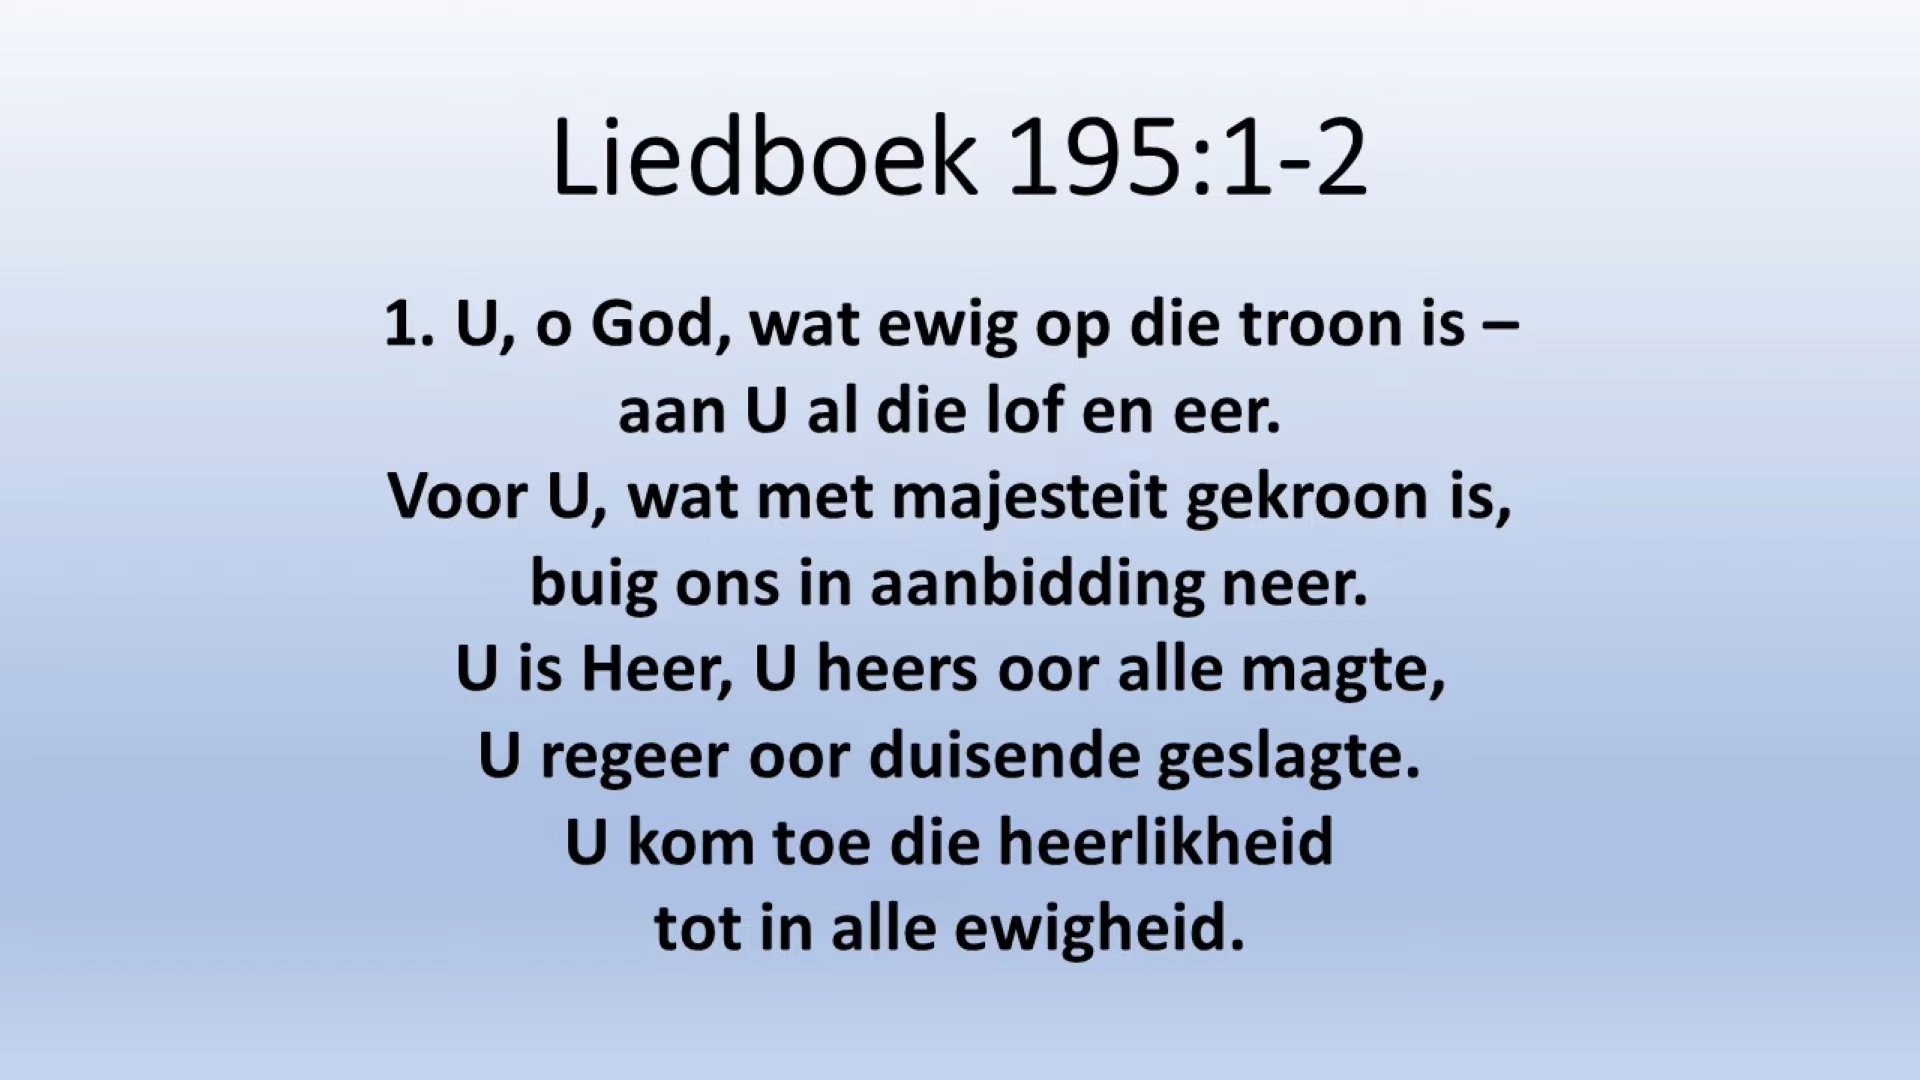 Liedboek 195:1-2
1. U, o God, wat ewig op die troon is –
aan U al die lof en eer.
Voor U, wat met majesteit gekroon is,
buig ons in aanbidding neer.
U is Heer, U heers oor alle magte,
U regeer oor duisende geslagte.
U kom toe die heerlikheid
tot in alle ewigheid.